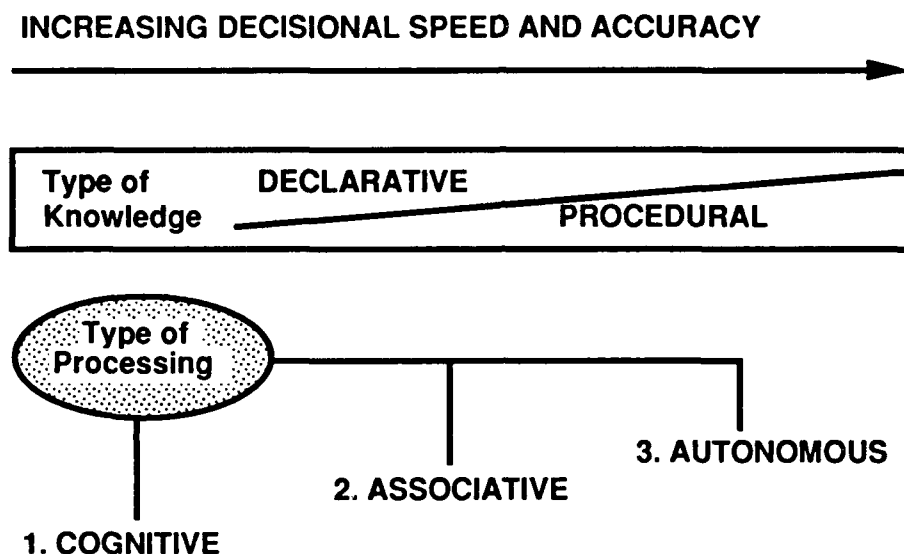 INCREASING DECISIONAL SPEED AND ACCURACY
Type of
Knowledge
DECLARATIVE
PROCEDURAL
Type of
Processing
3. AUTONOMOUS
2. ASSOCIATIVE
1. COGNITIVE